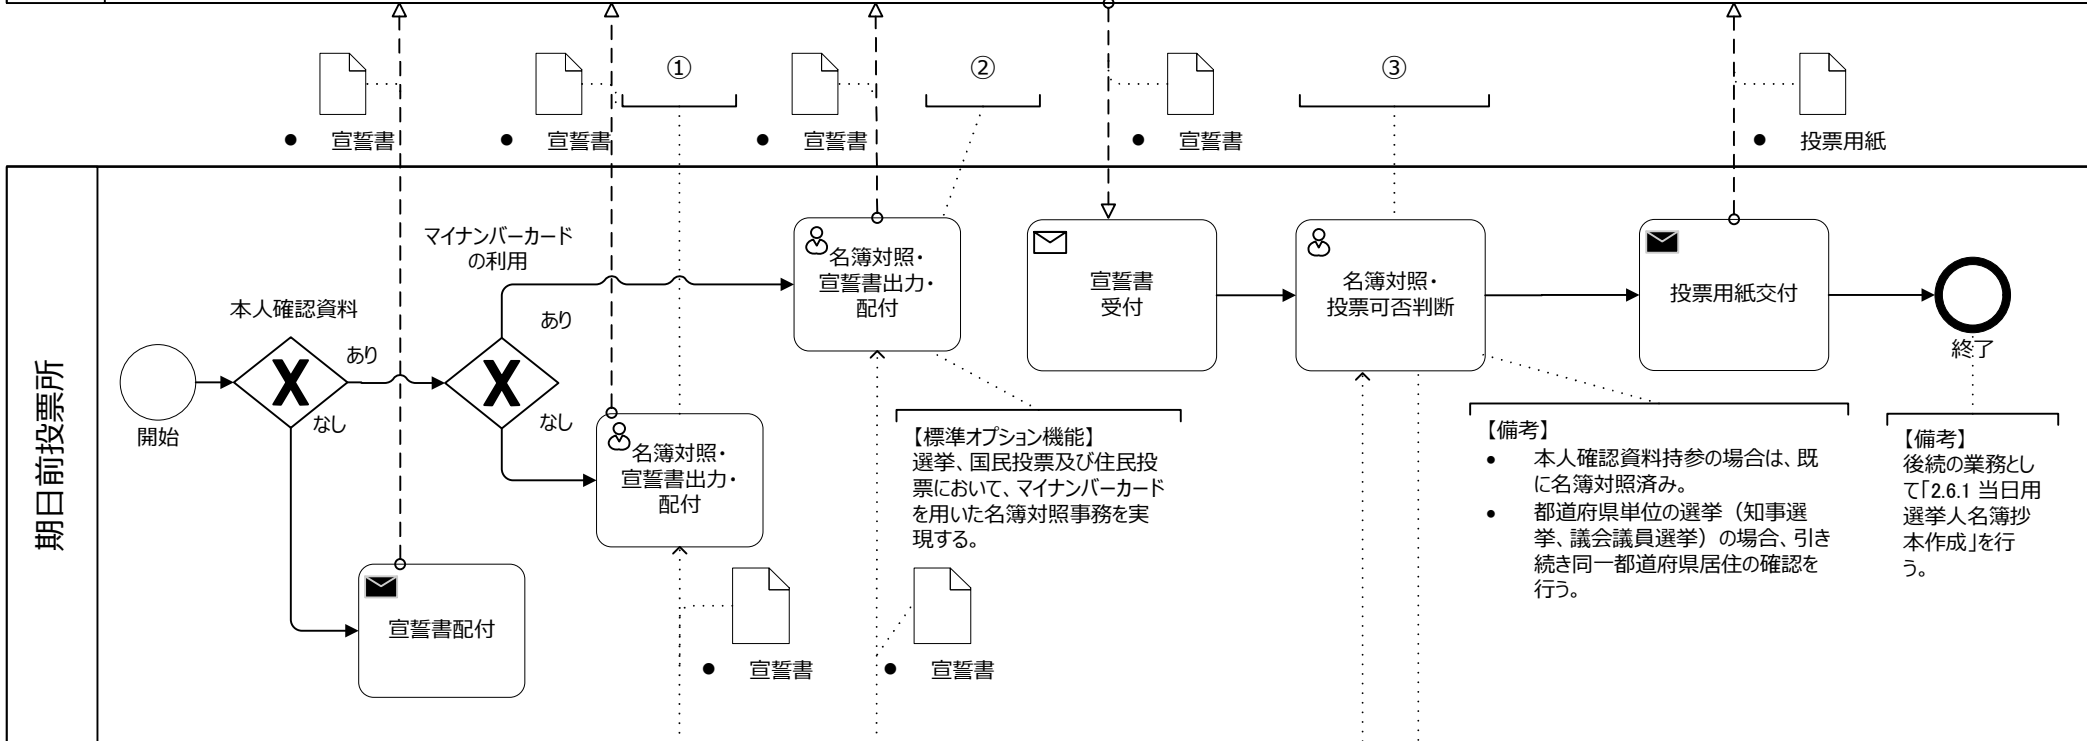 ①
②
③
● 宣誓書
● 宣誓書
● 宣誓書
● 宣誓書
● 投票用紙
期日前投票所
開始
本人確認資料
あり
なし
マイナンバーカード
の利用
あり
なし
宣誓書配付
名簿対照・
宣誓書出力・
配付
名簿対照・
宣誓書出力・
配付
宣誓書
受付
名簿対照・
投票可否判断
投票用紙交付
終了
【標準オプション機能】
選挙、国民投票及び住民投
票において、マイナンバーカード
を用いた名簿対照事務を実
現する。
【備考】
● 本人確認資料持参の場合は、既
に名簿対照済み。
● 都道府県単位の選挙（知事選
挙、議会議員選挙）の場合、引き
続き同一都道府県居住の確認を
行う。
【備考】
後続の業務とし
て「2.6.1 当日用
選挙人名簿抄
本作成」を行
う。
● 宣誓書
● 宣誓書